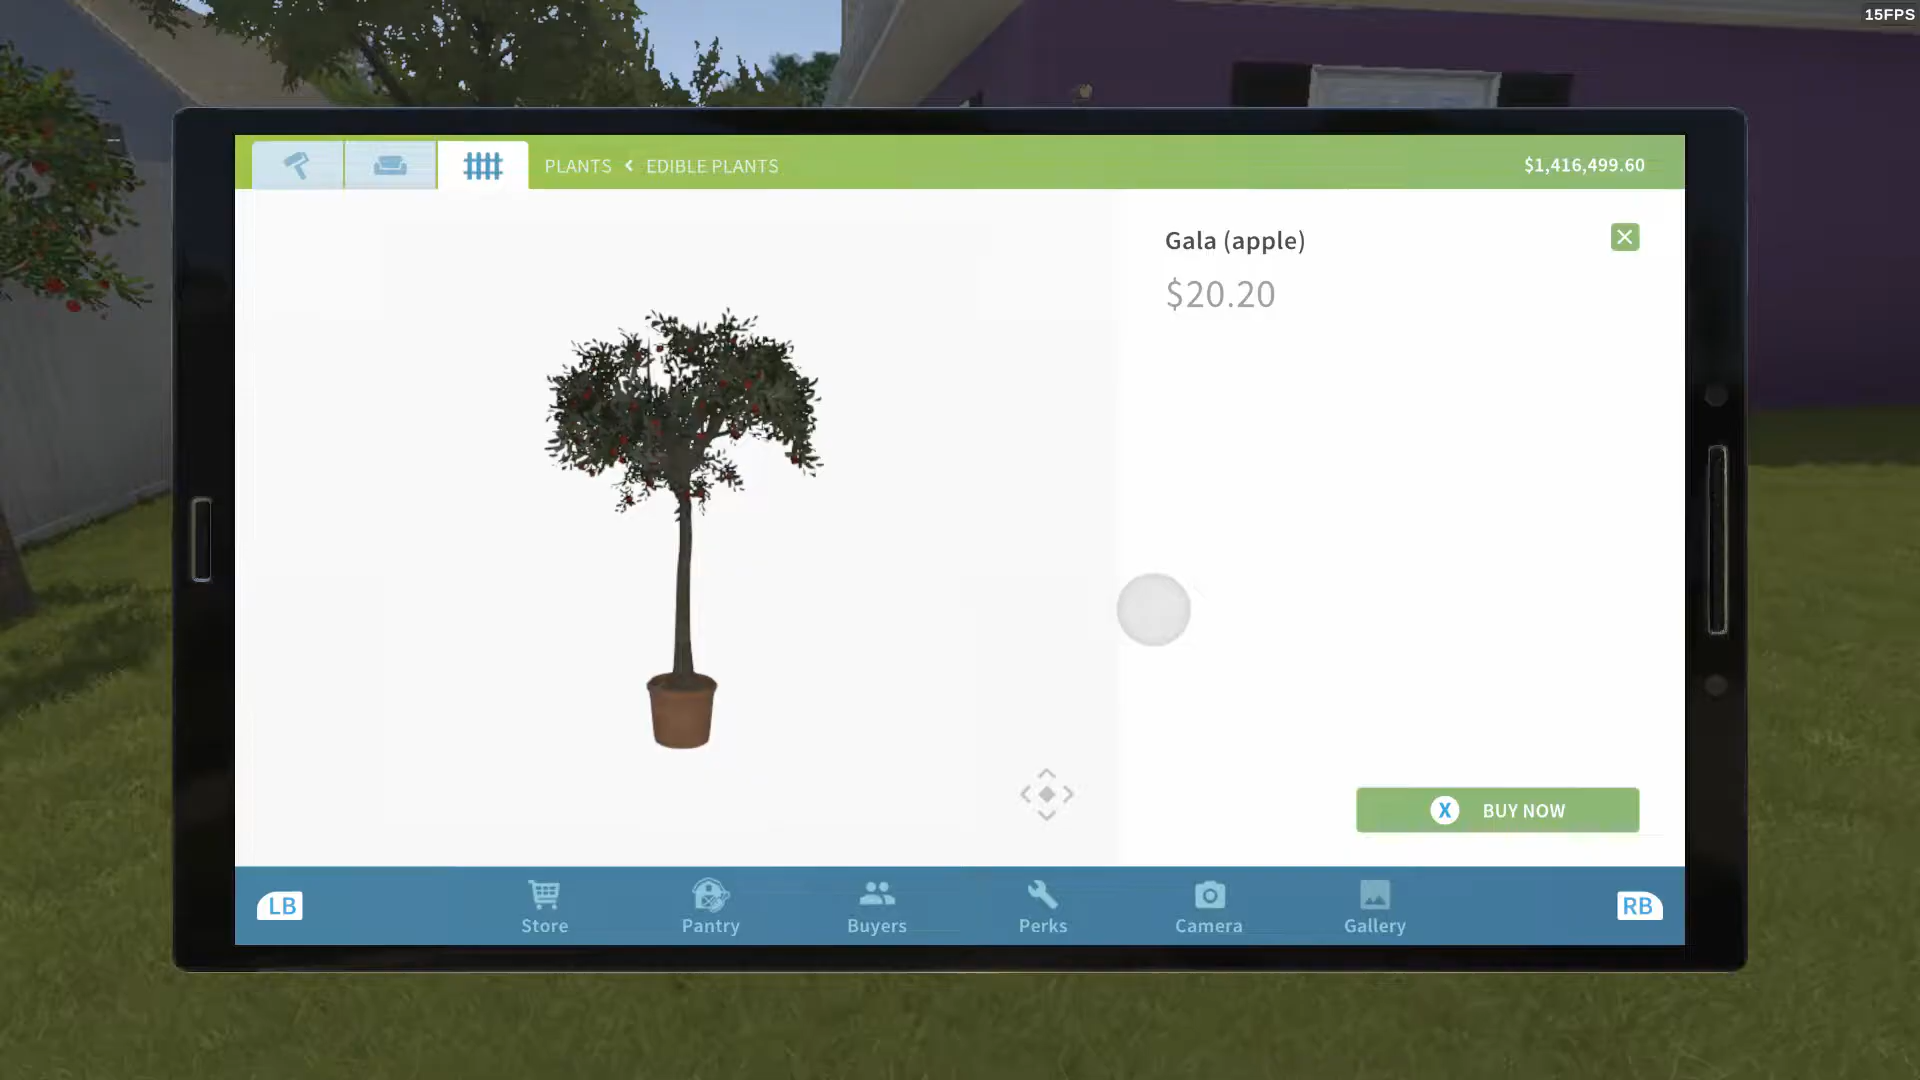 15FPS
PLANTS < EDIBLE PLANTS
$1,416,499.60
Gala (apple)
$20.20
X BUY NOW
LB
Store
Pantry
Buyers
Perks
Camera
Gallery
RB